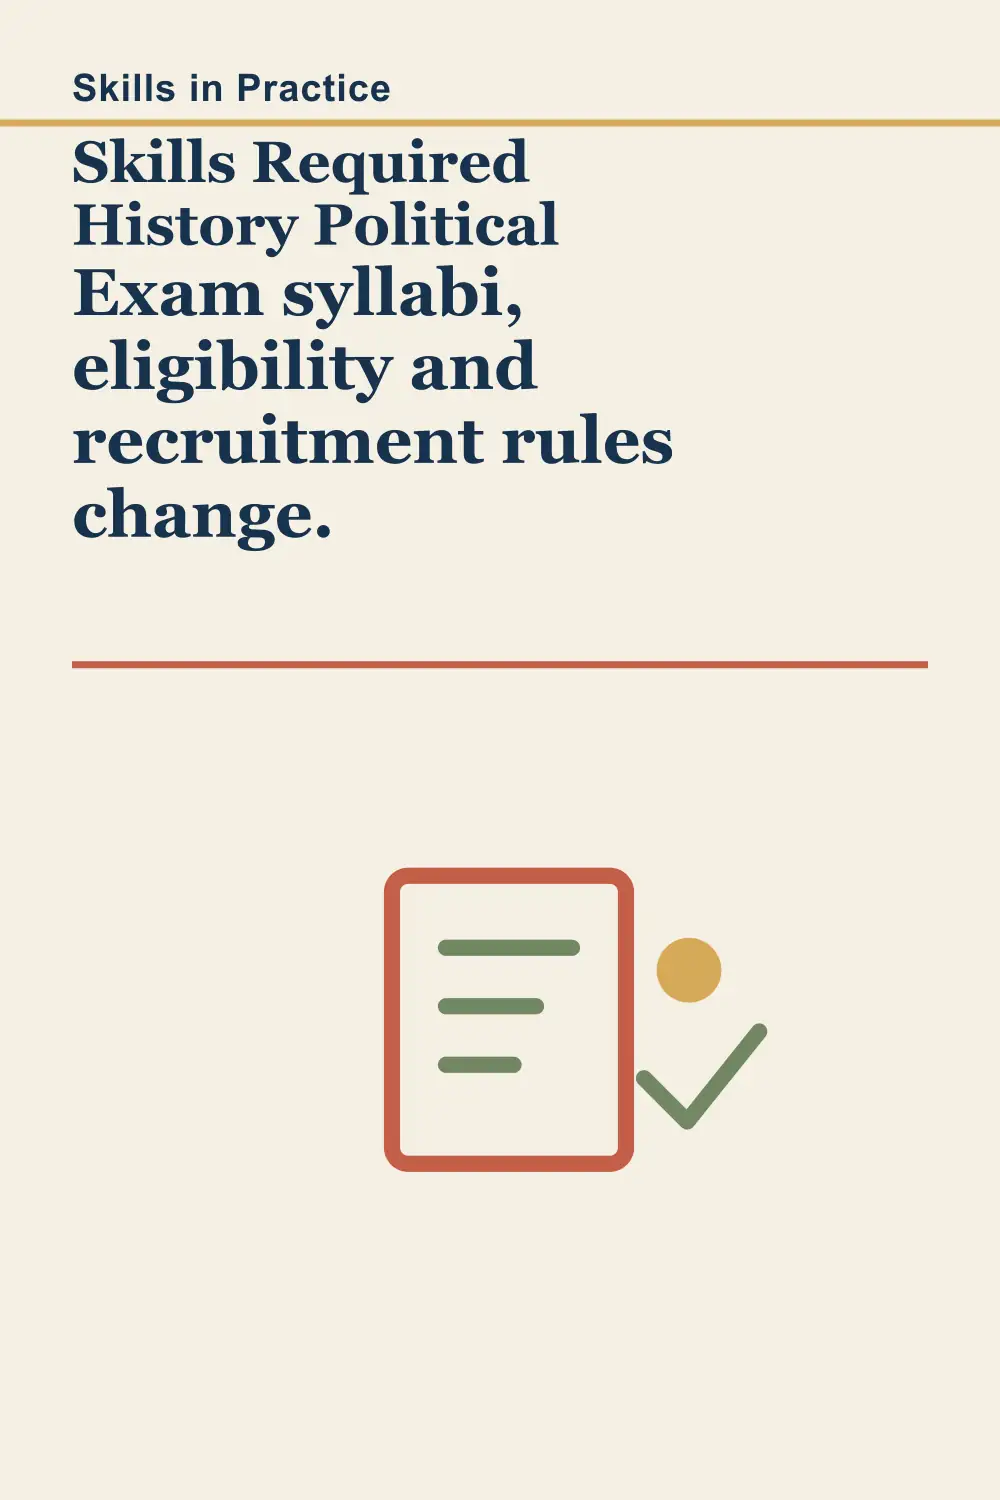 Skills in Practice
Skills Required
History Political
Exam syllabi,
eligibility and
recruitment rules
change.